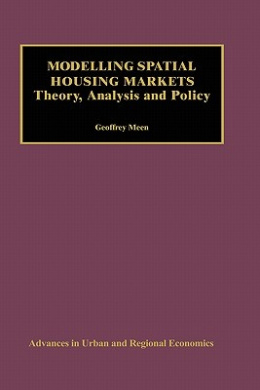 MODELLING SPATIAL
HOUSING MARKETS
Theory, Analysis and Policy
Geoffrey Meen
Advances in Urban and Regional Economics